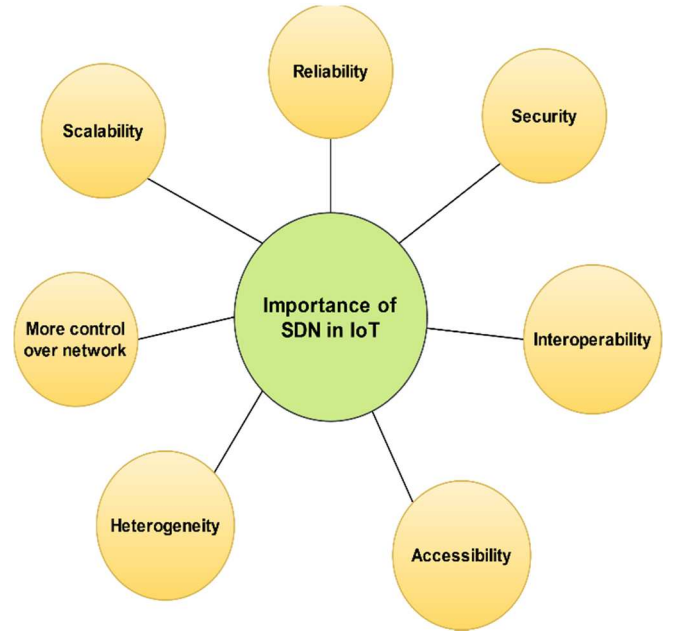 Reliability
Scalability
Security
Importance of
SDN in IoT
More control
over network
Interoperability
Heterogeneity
Accessibility